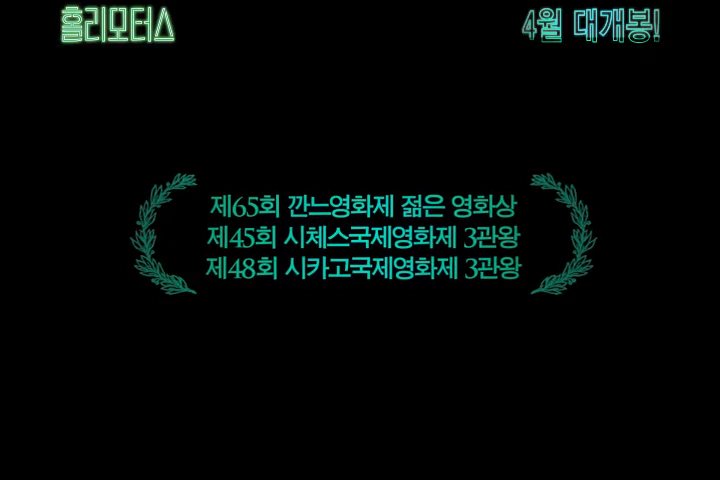 홀리모터스
4월 대개봉!
제65회 깐느영화제 젊은 영화상
제45회 시체스국제영화제 3관왕
제48회 시카고국제영화제 3관왕